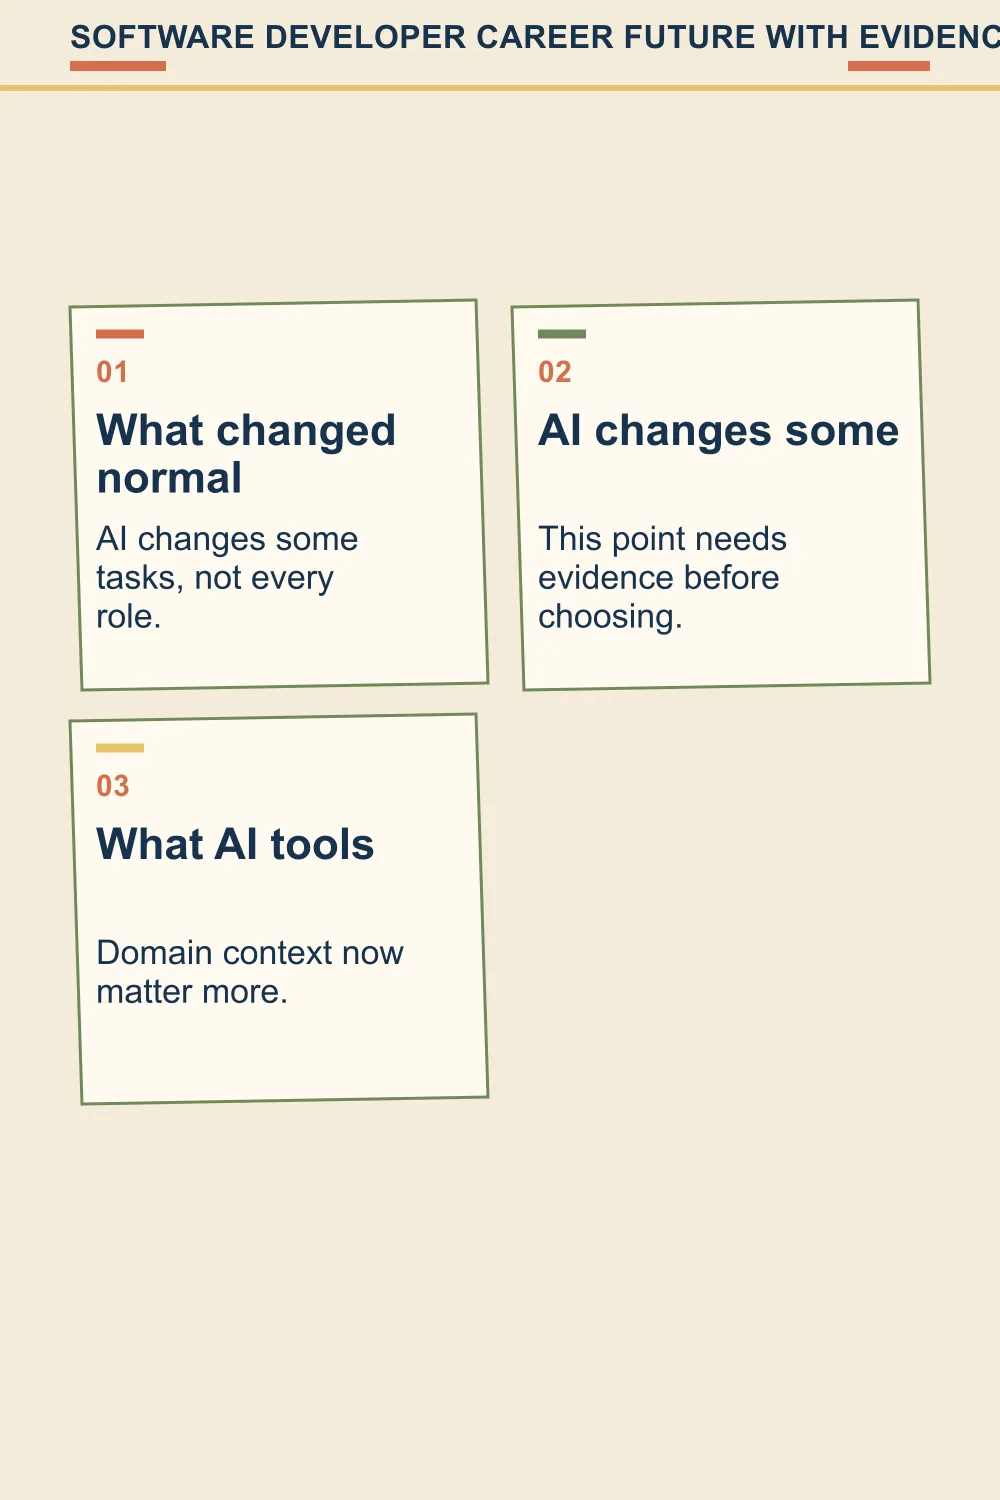 SOFTWARE DEVELOPER CAREER FUTURE WITH EVIDENC
01
What changed
normal
AI changes some
tasks, not every
role.
02
AI changes some
This point needs
evidence before
choosing.
03
What AI tools
Domain context now
matter more.